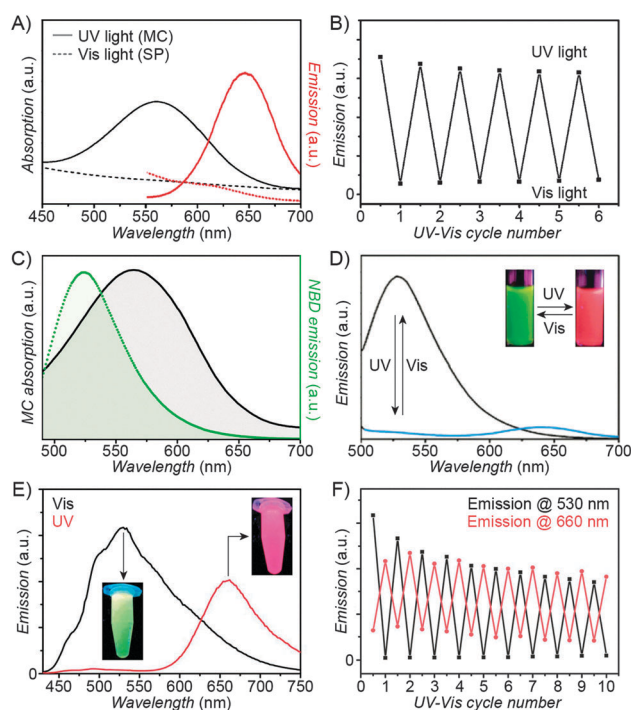 A)
UV light (MC)
Vis light (SP)
Absorption (a.u.)
Emission (a.u.)
450 500 550 600 650 700
Wavelength (nm)
B)
UV light
Vis light
Emission (a.u.)
0
1 2 3 4 5 6
UV-Vis cycle number
C)
MC absorption (a.u.)
NBD emission (a.u.)
500 550 600 650 700
Wavelength (nm)
D)
UV
Vis
UV
Vis
Emission (a.u.)
500 550 600 650 700
Wavelength (nm)
E)
Vis
UV
Emission (a.u.)
0
450 500 550 600 650 700 750
Wavelength (nm)
F)
Emission @ 530 nm
Emission @ 660 nm
Emission (a.u.)
0
0 1 2 3 4 5 6 7 8 9 10
UV-Vis cycle number